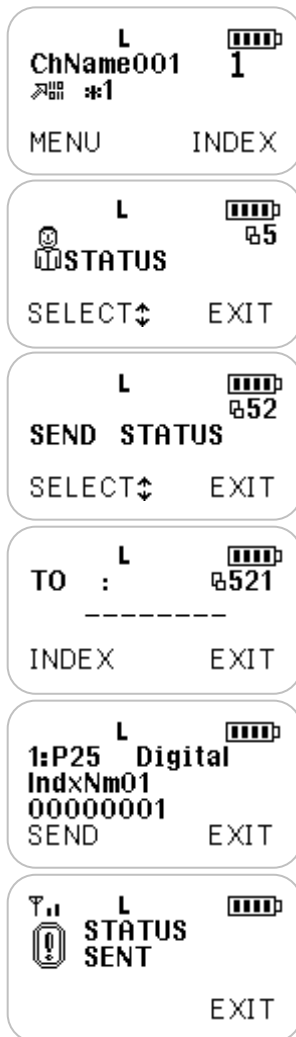 L
ChName001 1
*1
MENU INDEX
L
5
STATUS
SELECT EXIT
L
52
SEND STATUS
SELECT EXIT
L
TO : 521
--------
INDEX EXIT
L
1:P25 Digital
IndxNm01
00000001
SEND EXIT
L
STATUS
SENT
EXIT